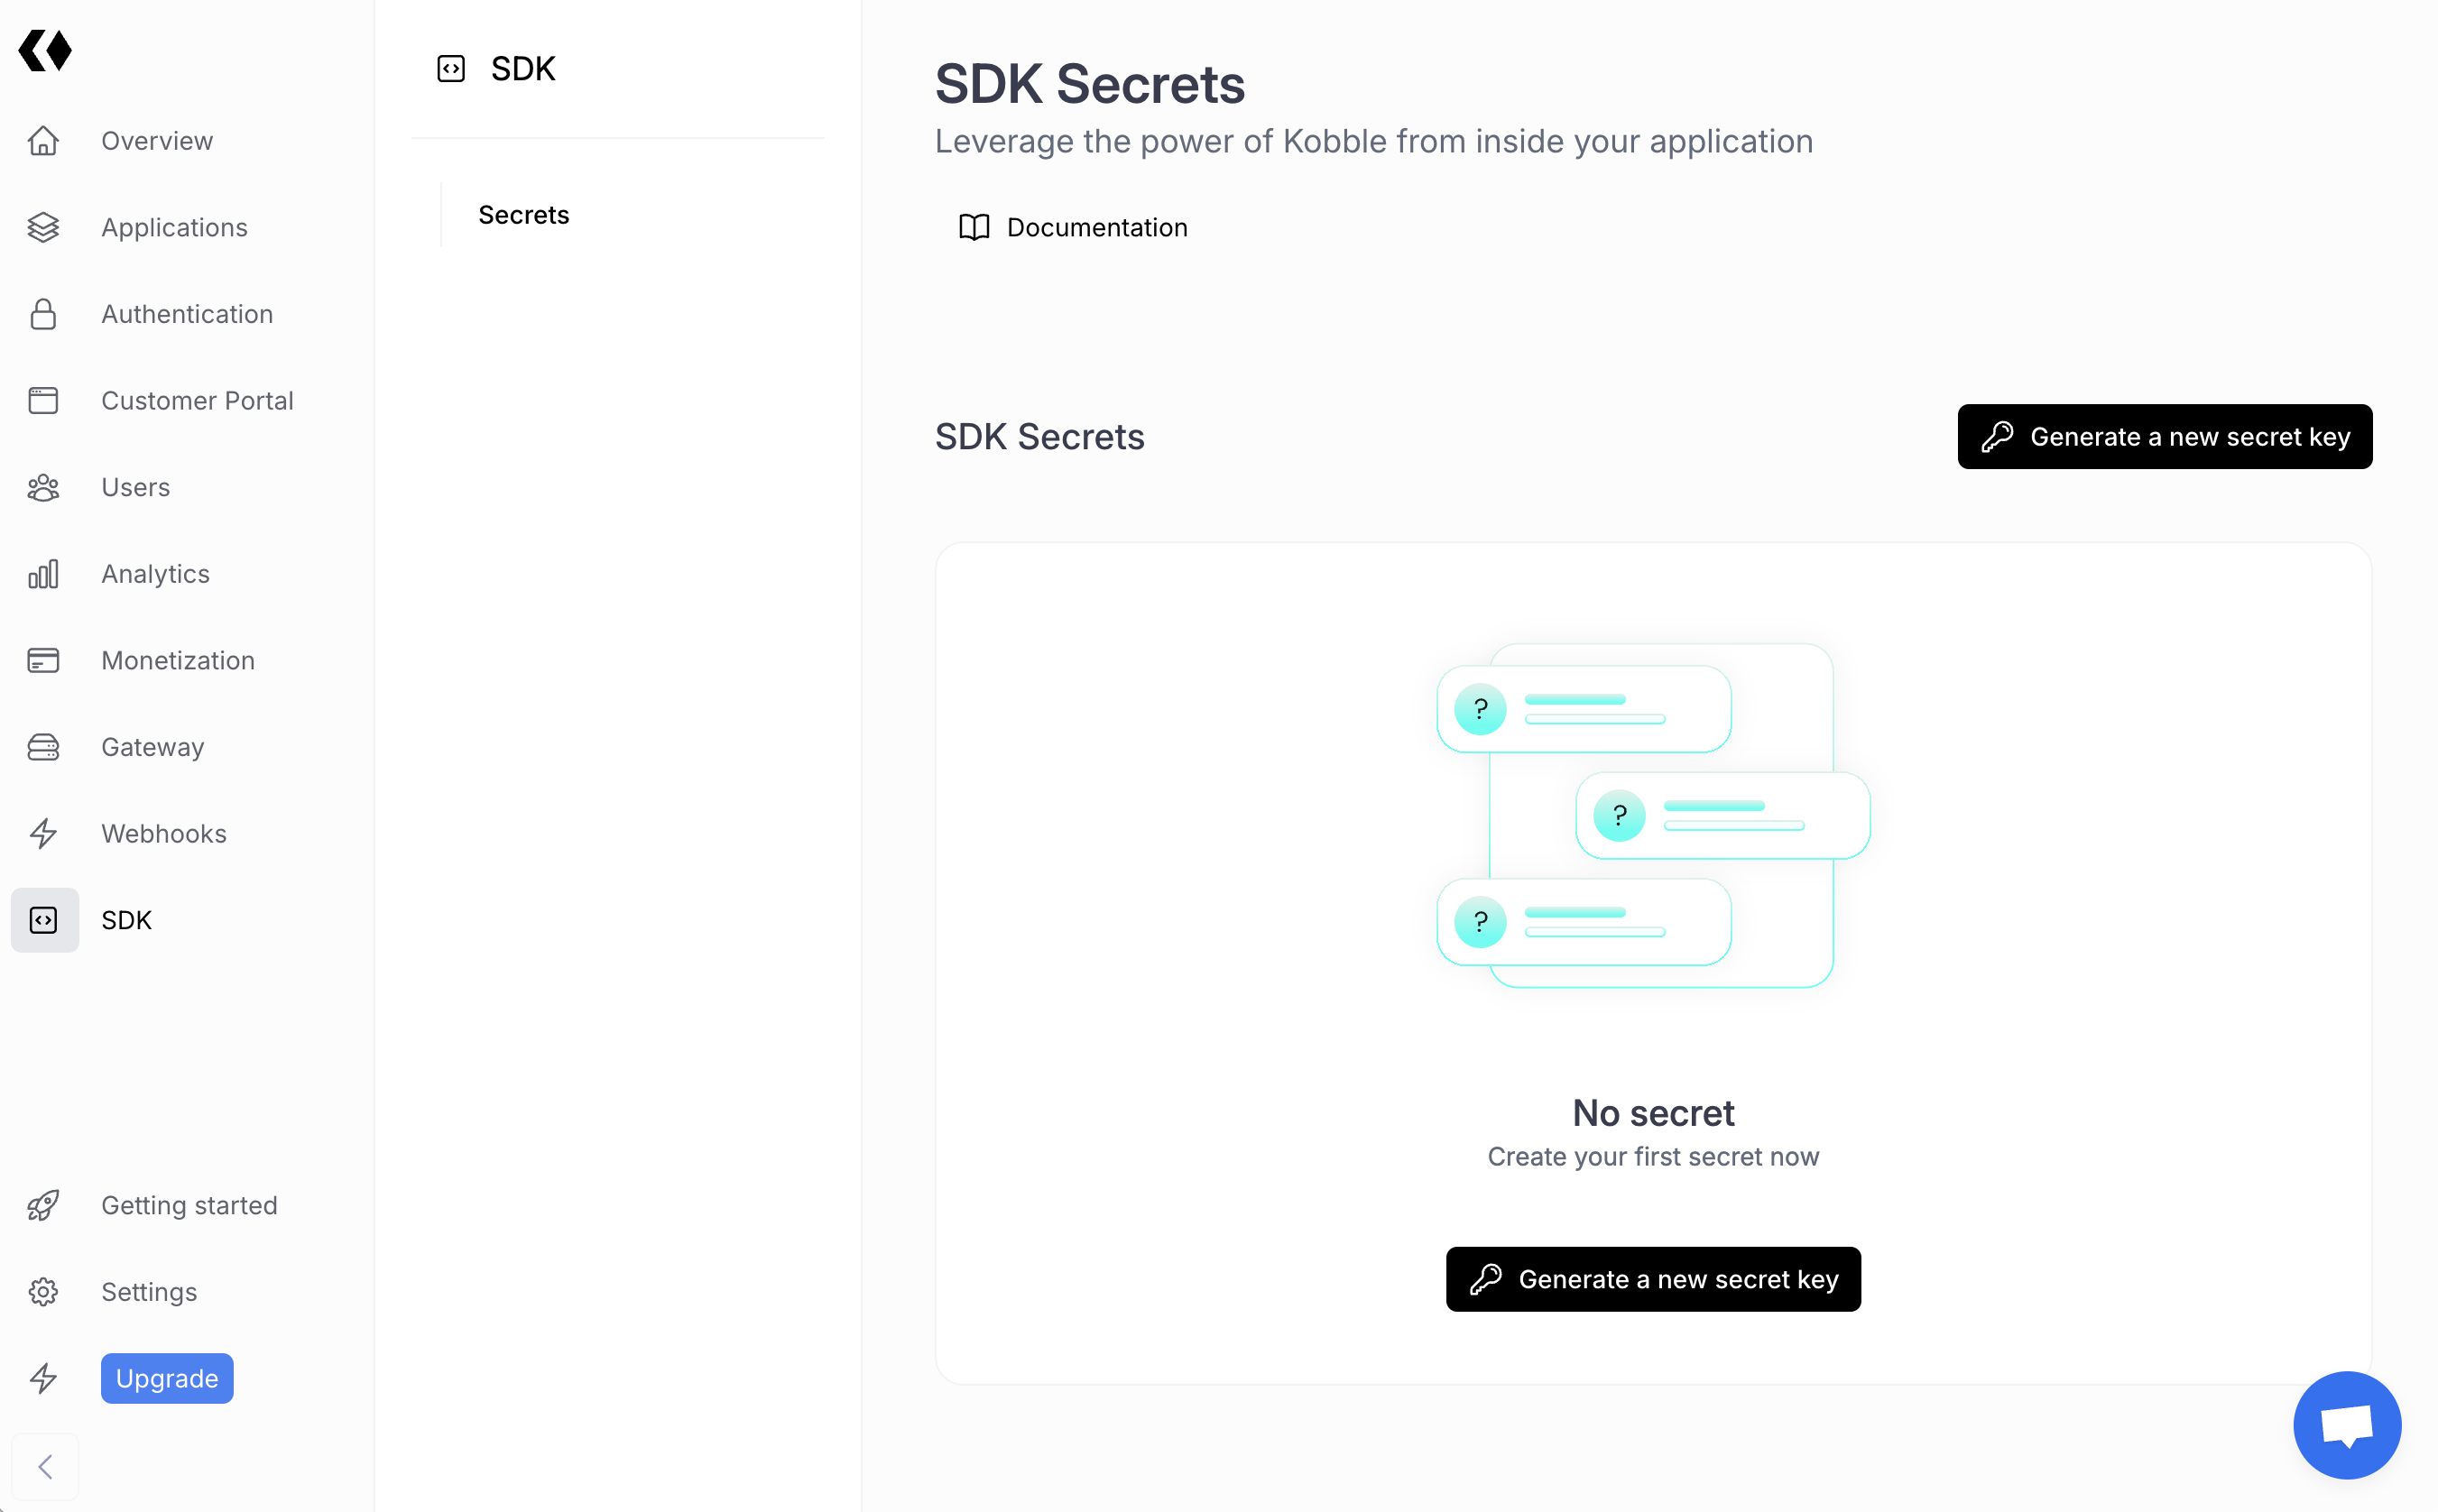 Overview
Applications
Authentication
Customer Portal
Users
Analytics
Monetization
Gateway
Webhooks
SDK
Getting started
Settings
Upgrade
SDK
Secrets
SDK Secrets
Leverage the power of Kobble from inside your application
Documentation
SDK Secrets
Generate a new secret key
?
?
?
No secret
Create your first secret now
Generate a new secret key